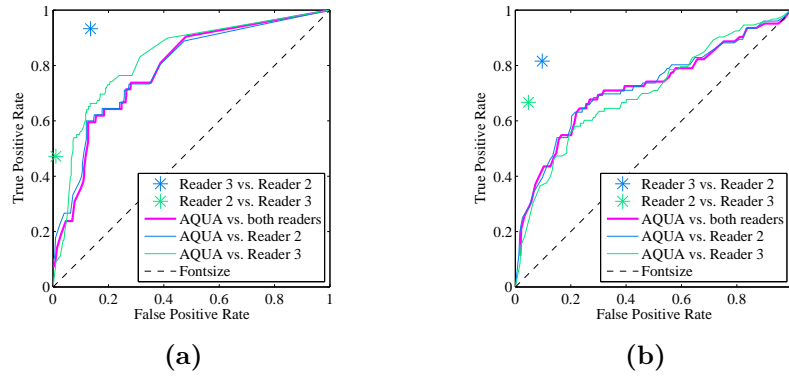 1
0.8
0.6
0.4
0.2
0
0 0.2 0.4 0.6 0.8 1
True Positive Rate
False Positive Rate
Reader 3 vs. Reader 2
Reader 2 vs. Reader 3
AQUA vs. both readers
AQUA vs. Reader 2
AQUA vs. Reader 3
Fontsize
(a)
1
0.8
0.6
0.4
0.2
0
0 0.2 0.4 0.6 0.8
True Positive Rate
False Positive Rate
Reader 3 vs. Reader 2
Reader 2 vs. Reader 3
AQUA vs. both readers
AQUA vs. Reader 2
AQUA vs. Reader 3
Fontsize
(b)